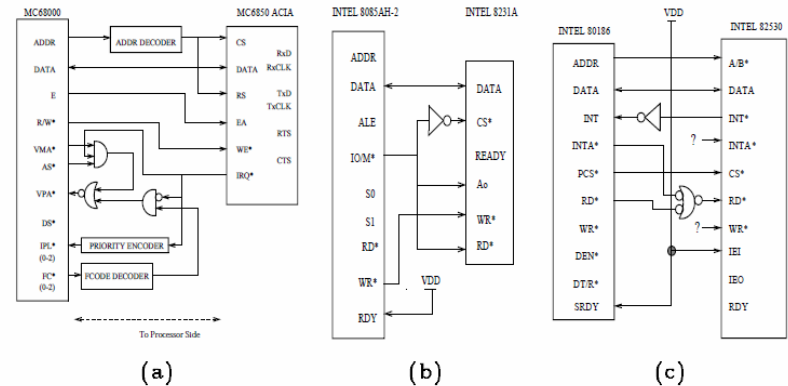 MC68000
MC6850 ACIA
ADDR
ADDR DECODER
CS
RxD
DATA
DATA
RxCLK
E
RS
TxD
TxCLK
R/W*
EA
RTS
VMA*
WE*
AS*
CTS
VPA*
IRQ*
DS*
IPL*
PRIORITY ENCODER
(0-2)
FC*
FCODE DECODER
(0-2)
To Processor Side
(a)
INTEL 8085AH-2
INTEL 8231A
ADDR
DATA
DATA
ALE
CS*
IO/M*
READY
S0
Ao
S1
WR*
RD*
RD*
WR*
VDD
RDY
(b)
VDD
INTEL 80186
INTEL 82530
ADDR
A/B*
DATA
DATA
INT
INT*
INTA*
?
INTA*
PCS*
CS*
RD*
RD*
WR*
?
WR*
DEN*
IEI
DT/R*
IEO
SRDY
RDY
(c)